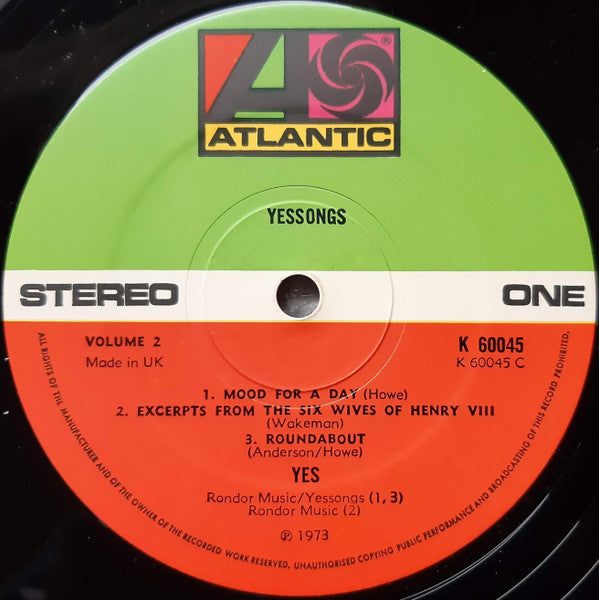 ®
ATLANTIC
YESSONGS
STEREO
ONE
VOLUME 2
Made in UK
K 60045
K 60045 C
1. MOOD FOR A DAY (Howe)
2. EXCERPTS FROM THE SIX WIVES OF HENRY VIII
(Wakeman)
3. ROUNDABOUT
(Anderson/Howe)
YES
Rondor Music/Yessongs (1, 3)
Rondor Music (2)
℗ 1973
ALL RIGHTS OF THE MANUFACTURER AND OF THE OWNER OF THE RECORDED WORK RESERVED. UNAUTHORISED COPYING PUBLIC PERFORMANCE AND BROADCASTING OF THIS RECORD PROHIBITED.